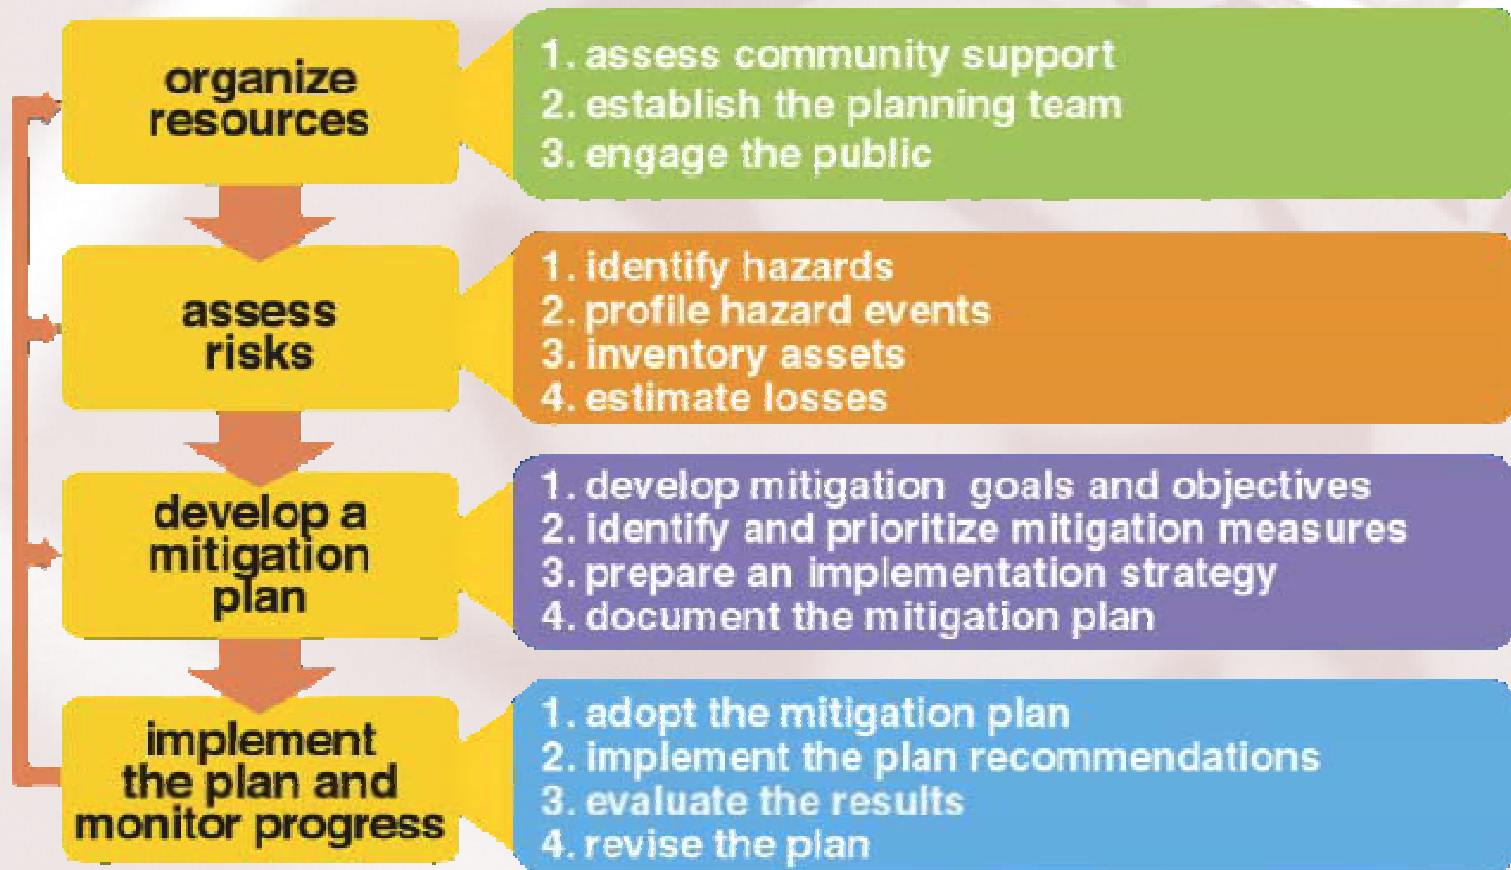 organize
resources
1. assess community support
2. establish the planning team
3. engage the public
assess
risks
1. identify hazards
2. profile hazard events
3. inventory assets
4. estimate losses
develop a
mitigation
plan
1. develop mitigation goals and objectives
2. identify and prioritize mitigation measures
3. prepare an implementation strategy
4. document the mitigation plan
implement
the plan and
monitor progress
1. adopt the mitigation plan
2. implement the plan recommendations
3. evaluate the results
4. revise the plan